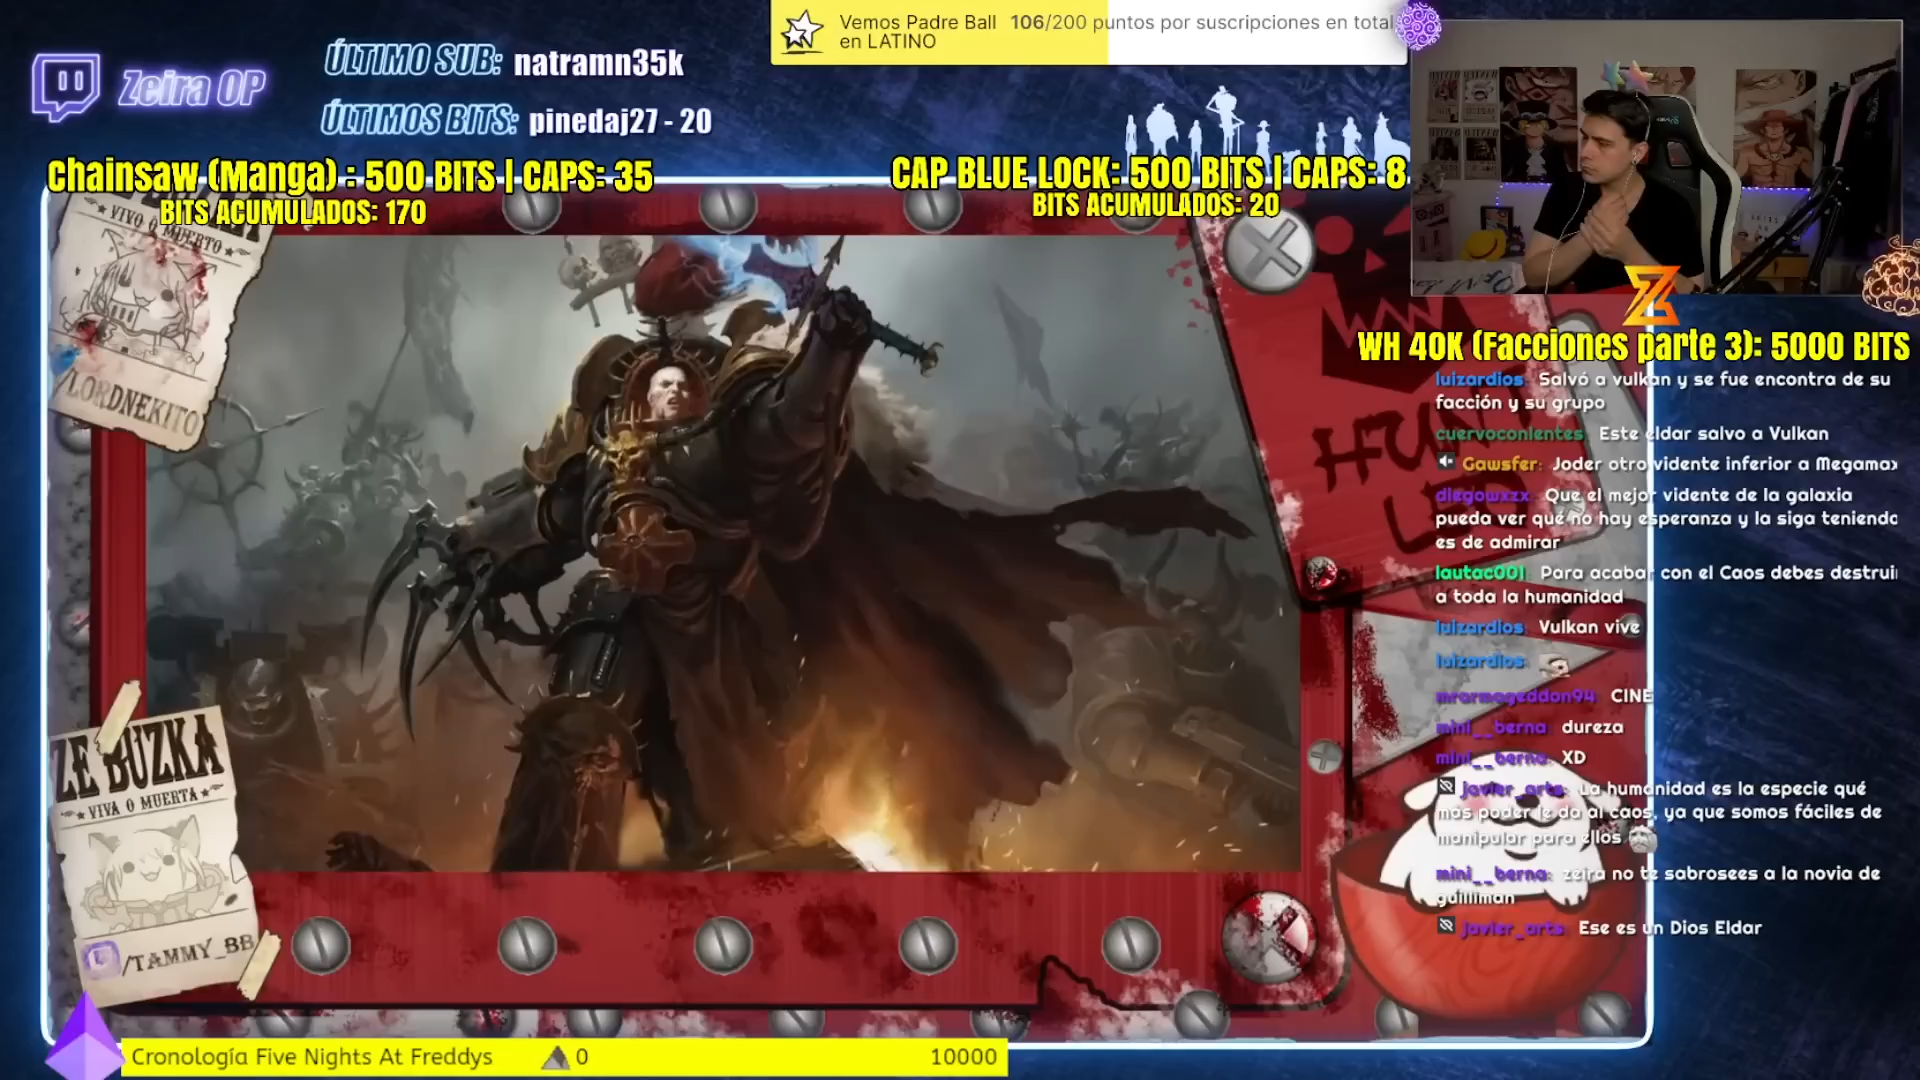 Vemos Padre Ball 106/200 puntos por suscripciones en total
en LATINO
Zeira OP
ÚLTIMO SUB: natramn35k
ÚLTIMOS BITS: pinedaj27 - 20
Chainsaw (Manga) : 500 BITS | CAPS: 35
BITS ACUMULADOS: 170
CAP BLUE LOCK: 500 BITS | CAPS: 8
BITS ACUMULADOS: 20
VIVO O MUERTO
/LORDNEKITO
WH 40K (Facciones parte 3): 5000 BITS
luizardios: Salvó a vulkan y se fue encontra de su
facción y su grupo
cuervoconlentes: Este eldar salvo a Vulkan
Gawsfer: Joder otro vidente inferior a Megamax
diegowxzx: Que el mejor vidente de la galaxia
pueda ver qué no hay esperanza y la siga teniendo
es de admirar
lautac001: Para acabar con el Caos debes destruir
a toda la humanidad
luizardios: Vulkan vive
luizardios:
mrarmageddon94: CINE
mini__berna: dureza
mini__berna: XD
javier_arts: La humanidad es la especie qué
más poder le da al caos, ya que somos fáciles de
manipular para ellos
mini__berna: zeira no te sabrosees a la novia de
guilliman
javier_arts: Ese es un Dios Eldar
ZE BUZKA
VIVA O MUERTA
/TAMMY_BB
Cronología Five Nights At Freddys 0 10000